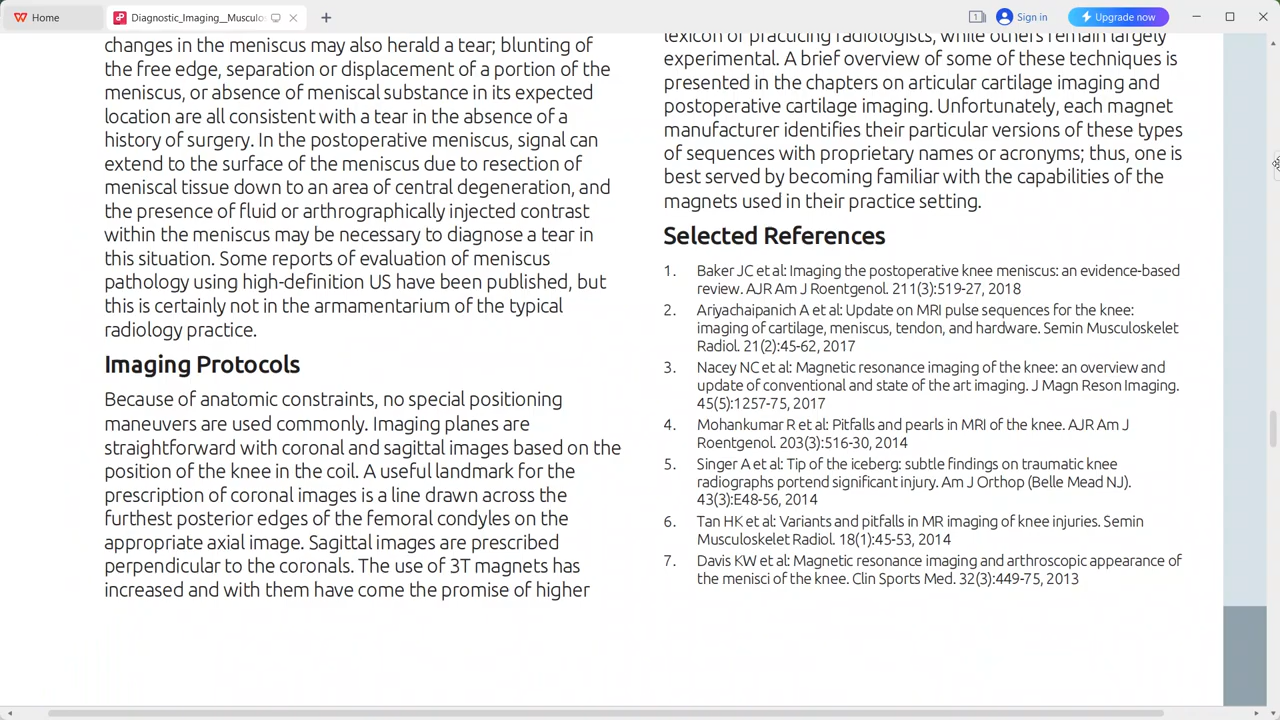 Home
Diagnostic_Imaging__Musculo
1
Sign in
Upgrade now
changes in the meniscus may also herald a tear; blunting of
the free edge, separation or displacement of a portion of the
meniscus, or absence of meniscal substance in its expected
location are all consistent with a tear in the absence of a
history of surgery. In the postoperative meniscus, signal can
extend to the surface of the meniscus due to resection of
meniscal tissue down to an area of central degeneration, and
the presence of fluid or arthrographically injected contrast
within the meniscus may be necessary to diagnose a tear in
this situation. Some reports of evaluation of meniscus
pathology using high-definition US have been published, but
this is certainly not in the armamentarium of the typical
radiology practice.
Imaging Protocols
Because of anatomic constraints, no special positioning
maneuvers are used commonly. Imaging planes are
straightforward with coronal and sagittal images based on the
position of the knee in the coil. A useful landmark for the
prescription of coronal images is a line drawn across the
furthest posterior edges of the femoral condyles on the
appropriate axial image. Sagittal images are prescribed
perpendicular to the coronals. The use of 3T magnets has
increased and with them have come the promise of higher
lexicon of practicing radiologists, while others remain largely
experimental. A brief overview of some of these techniques is
presented in the chapters on articular cartilage imaging and
postoperative cartilage imaging. Unfortunately, each magnet
manufacturer identifies their particular versions of these types
of sequences with proprietary names or acronyms; thus, one is
best served by becoming familiar with the capabilities of the
magnets used in their practice setting.
Selected References
1. Baker JC et al: Imaging the postoperative knee meniscus: an evidence-based
review. AJR Am J Roentgenol. 211(3):519-27, 2018
2. Ariyachaipanich A et al: Update on MRI pulse sequences for the knee:
imaging of cartilage, meniscus, tendon, and hardware. Semin Musculoskelet
Radiol. 21(2):45-62, 2017
3. Nacey NC et al: Magnetic resonance imaging of the knee: an overview and
update of conventional and state of the art imaging. J Magn Reson Imaging.
45(5):1257-75, 2017
4. Mohankumar R et al: Pitfalls and pearls in MRI of the knee. AJR Am J
Roentgenol. 203(3):516-30, 2014
5. Singer A et al: Tip of the iceberg: subtle findings on traumatic knee
radiographs portend significant injury. Am J Orthop (Belle Mead NJ).
43(3):E48-56, 2014
6. Tan HK et al: Variants and pitfalls in MR imaging of knee injuries. Semin
Musculoskelet Radiol. 18(1):45-53, 2014
7. Davis KW et al: Magnetic resonance imaging and arthroscopic appearance of
the menisci of the knee. Clin Sports Med. 32(3):449-75, 2013